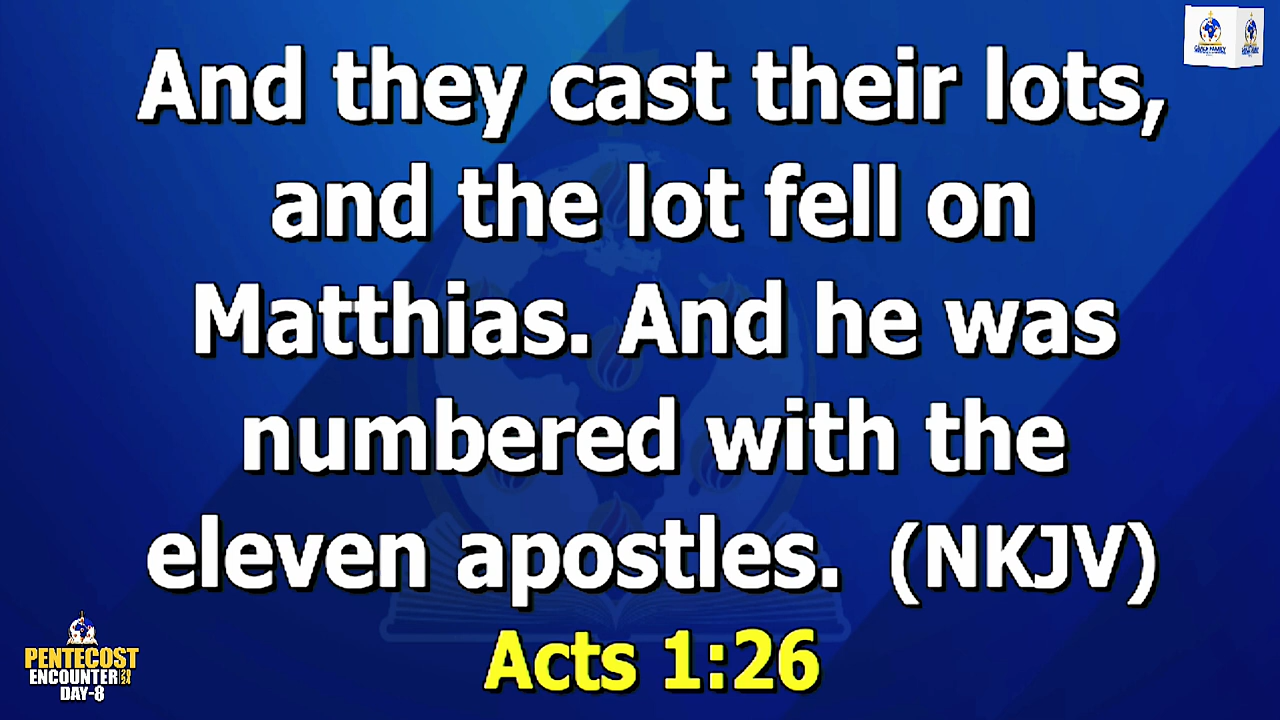 And they cast their lots,
and the lot fell on
Matthias. And he was
numbered with the
eleven apostles.  (NKJV)
Acts 1:26
PENTECOST
ENCOUNTER 2024
DAY-8